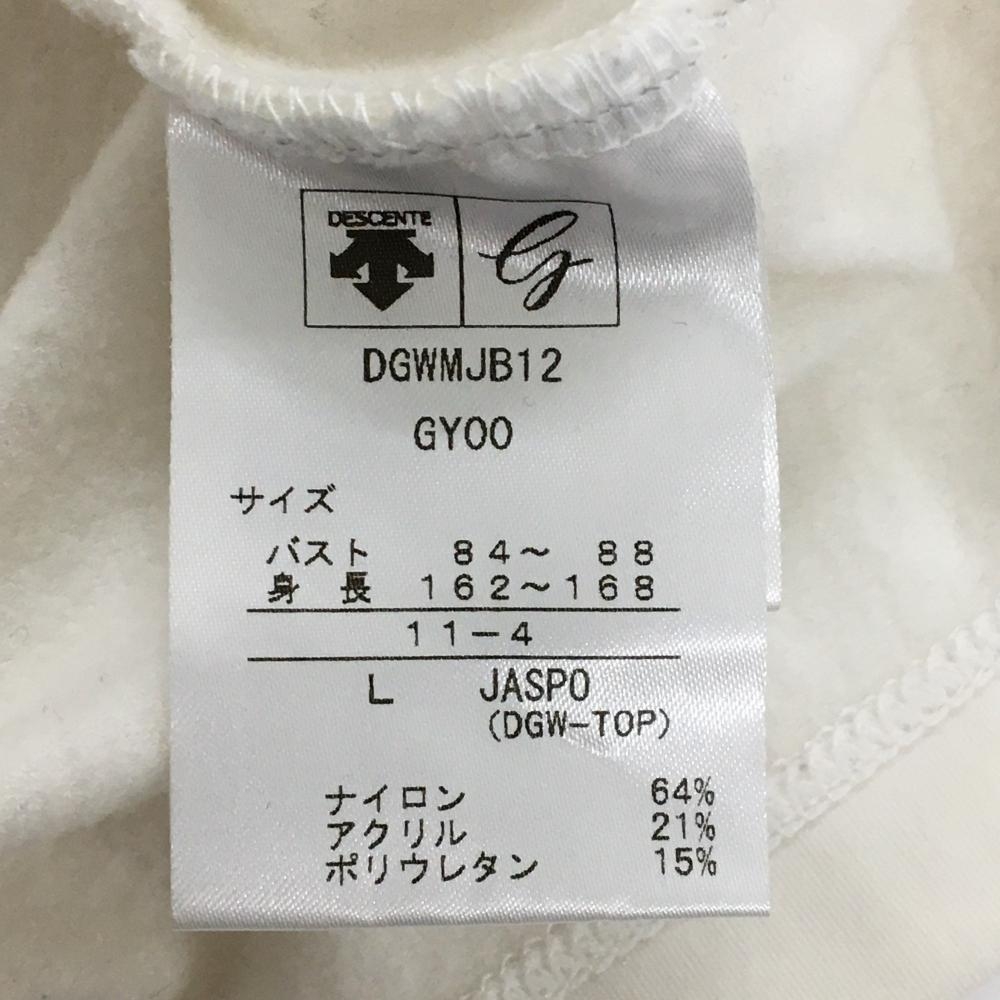 DESCENTE
G
DGWMJB12
GY00
サイズ
バスト 84〜 88
身 長 162〜168
11-4
L JASPO
(DGW-TOP)
ナイロン 64%
アクリル 21%
ポリウレタン 15%